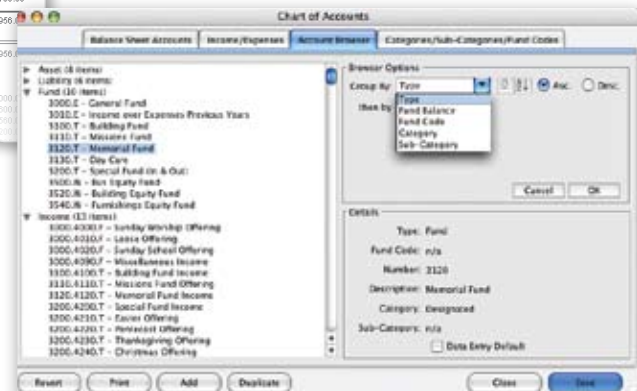 Chart of Accounts
Balance Sheet Accounts
Income/Expenses
Account Browser
Categories/Sub-Categories/Fund Codes
Asset (8 items)
Liability (6 items)
Fund (10 items)
3000.E - General Fund
3010.E - Income over Expenses Previous Years
3100.T - Building Fund
3110.T - Missions Fund
3120.T - Memorial Fund
3130.T - Day Care
3200.T - Special Fund (In & Out)
3500.N - Bus Equity Fund
3520.N - Building Equity Fund
3540.N - Furnishings Equity Fund
Income (13 items)
3000.4000.F - Sunday Worship Offering
3000.4010.F - Loose Offering
3000.4020.F - Sunday School Offering
3000.4090.F - Miscellaneous Income
3100.4100.T - Building Fund Income
3110.4110.T - Missions Fund Offering
3120.4120.T - Memorial Fund Income
3200.4200.T - Special Fund Income
3200.4210.T - Easter Offering
3200.4220.T - Pentecost Offering
3200.4230.T - Thanksgiving Offering
3200.4240.T - Christmas Offering
Browser Options
Group By: Type
Asc.
Desc.
then by
Type
Fund Balance
Fund Code
Category
Sub-Category
Cancel
OK
Details
Type: Fund
Fund Code: n/a
Number: 3120
Description: Memorial Fund
Category: Designated
Sub-Category: n/a
Data Entry Default
Revert
Print
Add
Duplicate
Close
Save